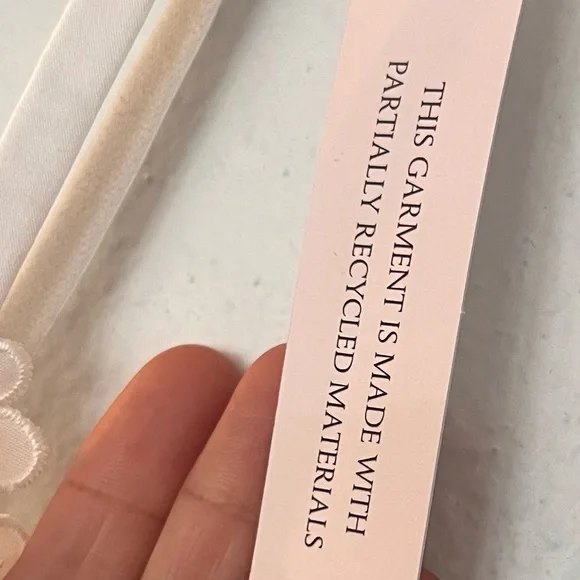 THIS GARMENT IS MADE WITH
PARTIALLY RECYCLED MATERIALS